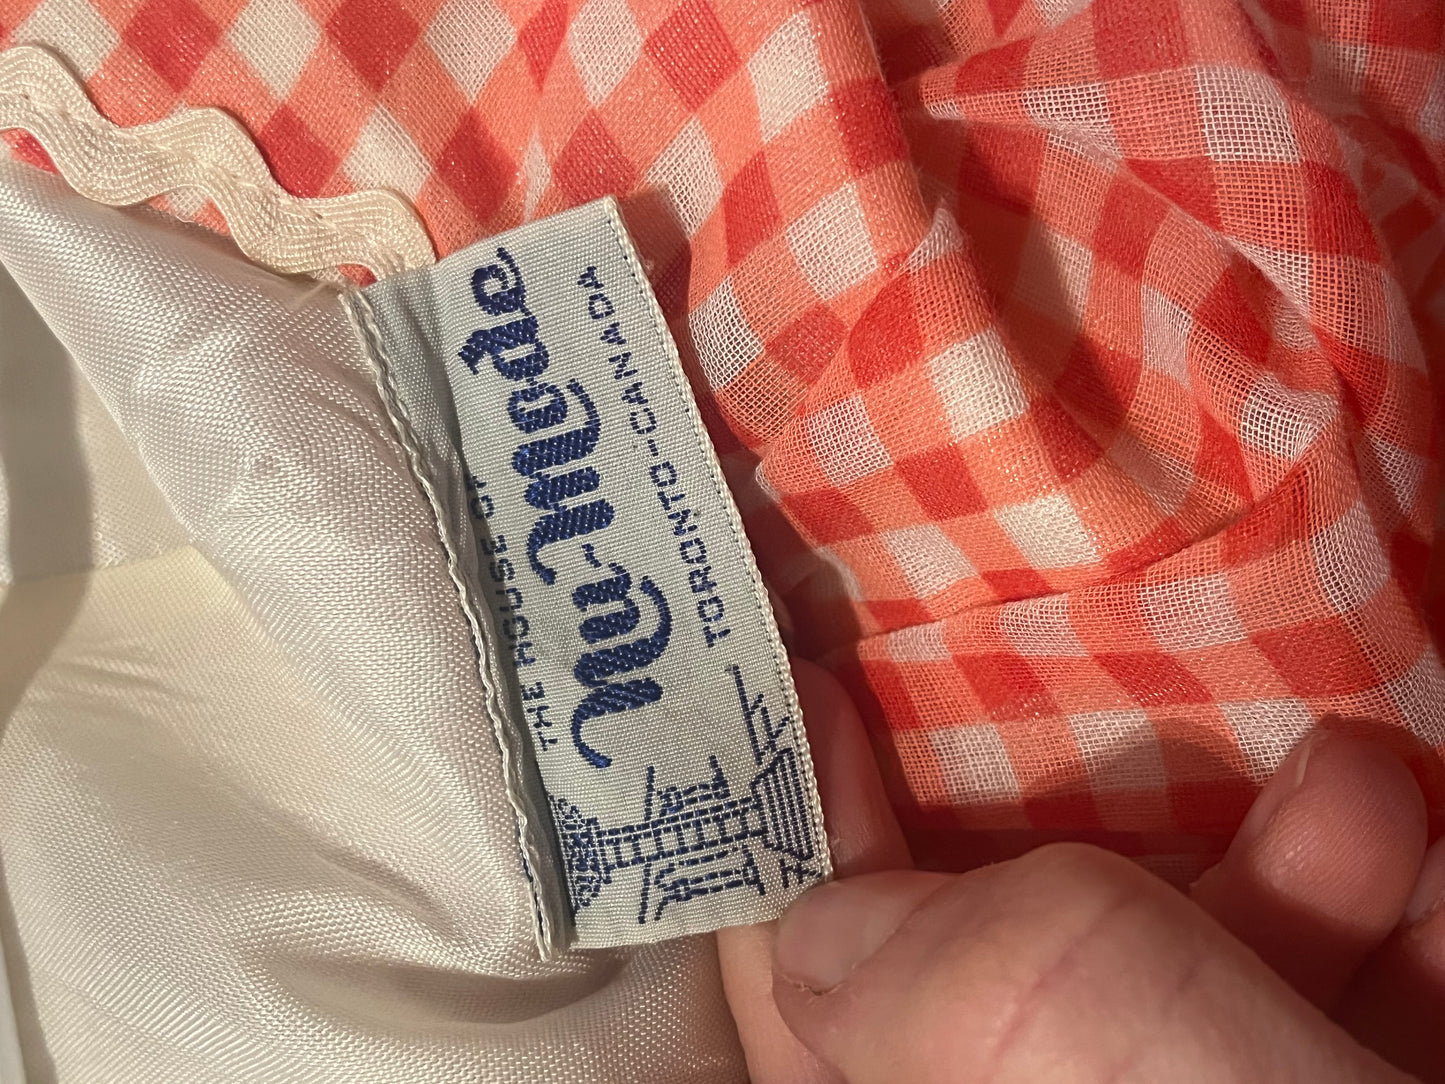 THE HOUSE OF
Nu-Mode
TORONTO-CANADA